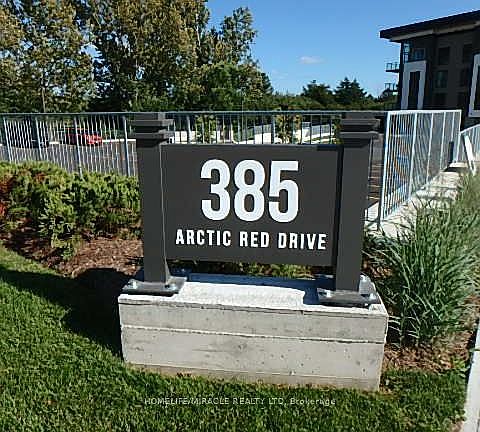 385
ARCTIC RED DRIVE
HOMELIFE/MIRACLE REALTY LTD, Brokerage